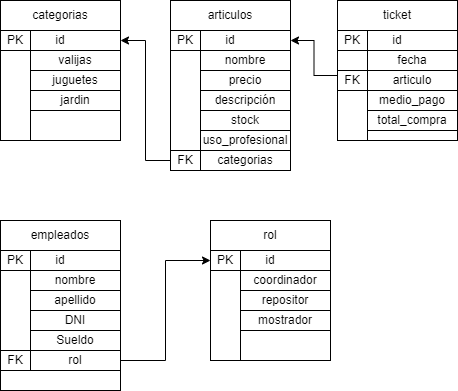 categorias
PK id
valijas
juguetes
jardin
articulos
PK id
nombre
precio
descripción
stock
uso_profesional
FK categorias
ticket
PK id
fecha
FK articulo
medio_pago
total_compra
empleados
PK id
nombre
apellido
DNI
Sueldo
FK rol
rol
PK id
coordinador
repositor
mostrador